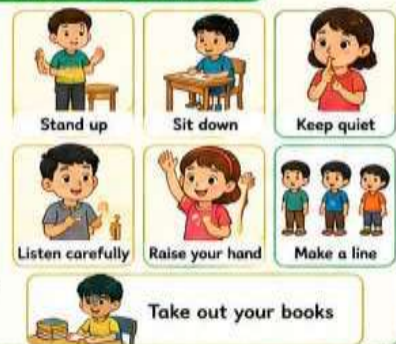 Stand up
Sit down
Keep quiet
Listen carefully
Raise your hand
Make a line
Take out your books